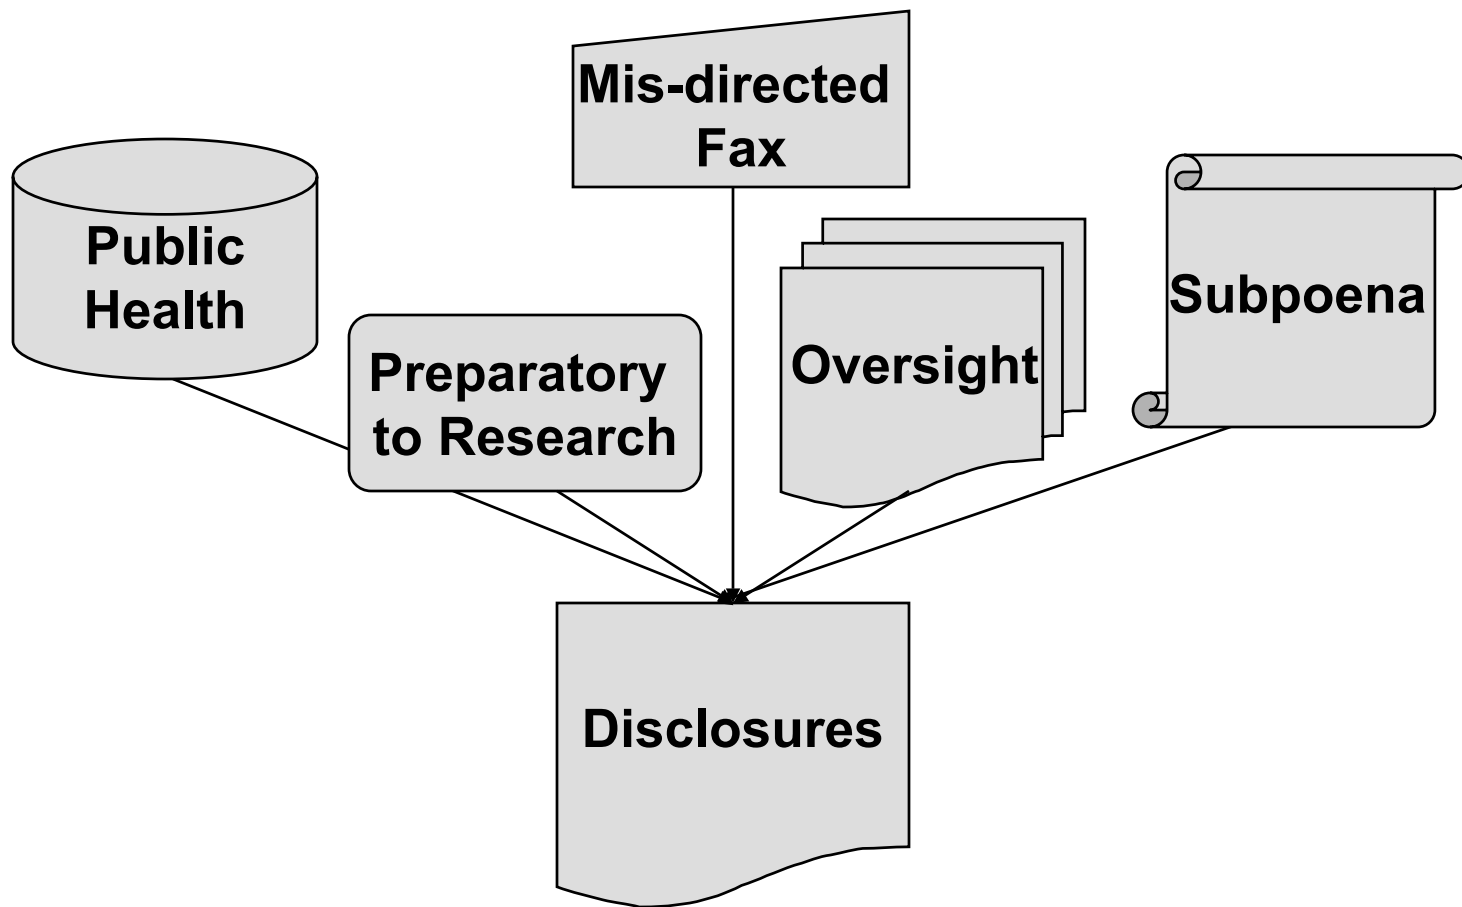 Mis-directed
Fax
Public
Health
Preparatory
to Research
Oversight
Subpoena
Disclosures